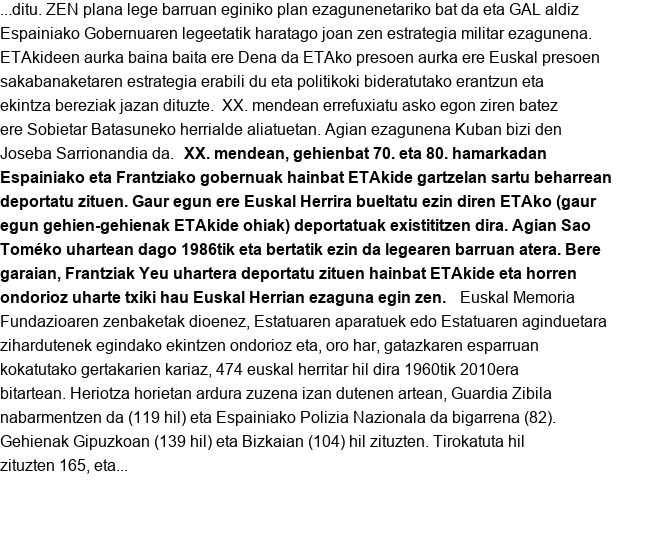 ...ditu. ZEN plana lege barruan eginiko plan ezagunenetariko bat da eta GAL aldiz
Espainiako Gobernuaren legeetatik haratago joan zen estrategia militar ezagunena.
ETAkideen aurka baina baita ere Dena da ETAko presoen aurka ere Euskal presoen
sakabanaketaren estrategia erabili du eta politikoki bideratutako erantzun eta
ekintza bereziak jazan dituzte.  XX. mendean errefuxiatu asko egon ziren batez
ere Sobietar Batasuneko herrialde aliatuetan. Agian ezagunena Kuban bizi den
Joseba Sarrionandia da.  XX. mendean, gehienbat 70. eta 80. hamarkadan
Espainiako eta Frantziako gobernuak hainbat ETAkide gartzelan sartu beharrean
deportatu zituen. Gaur egun ere Euskal Herrira bueltatu ezin diren ETAko (gaur
egun gehien-gehienak ETAkide ohiak) deportatuak existititzen dira. Agian Sao
Toméko uhartean dago 1986tik eta bertatik ezin da legearen barruan atera. Bere
garaian, Frantziak Yeu uhartera deportatu zituen hainbat ETAkide eta horren
ondorioz uharte txiki hau Euskal Herrian ezaguna egin zen.   Euskal Memoria
Fundazioaren zenbaketak dioenez, Estatuaren aparatuek edo Estatuaren aginduetara
zihardutenek egindako ekintzen ondorioz eta, oro har, gatazkaren esparruan
kokatutako gertakarien kariaz, 474 euskal herritar hil dira 1960tik 2010era
bitartean. Heriotza horietan ardura zuzena izan dutenen artean, Guardia Zibila
nabarmentzen da (119 hil) eta Espainiako Polizia Nazionala da bigarrena (82).
Gehienak Gipuzkoan (139 hil) eta Bizkaian (104) hil zituzten. Tirokatuta hil
zituzten 165, eta...